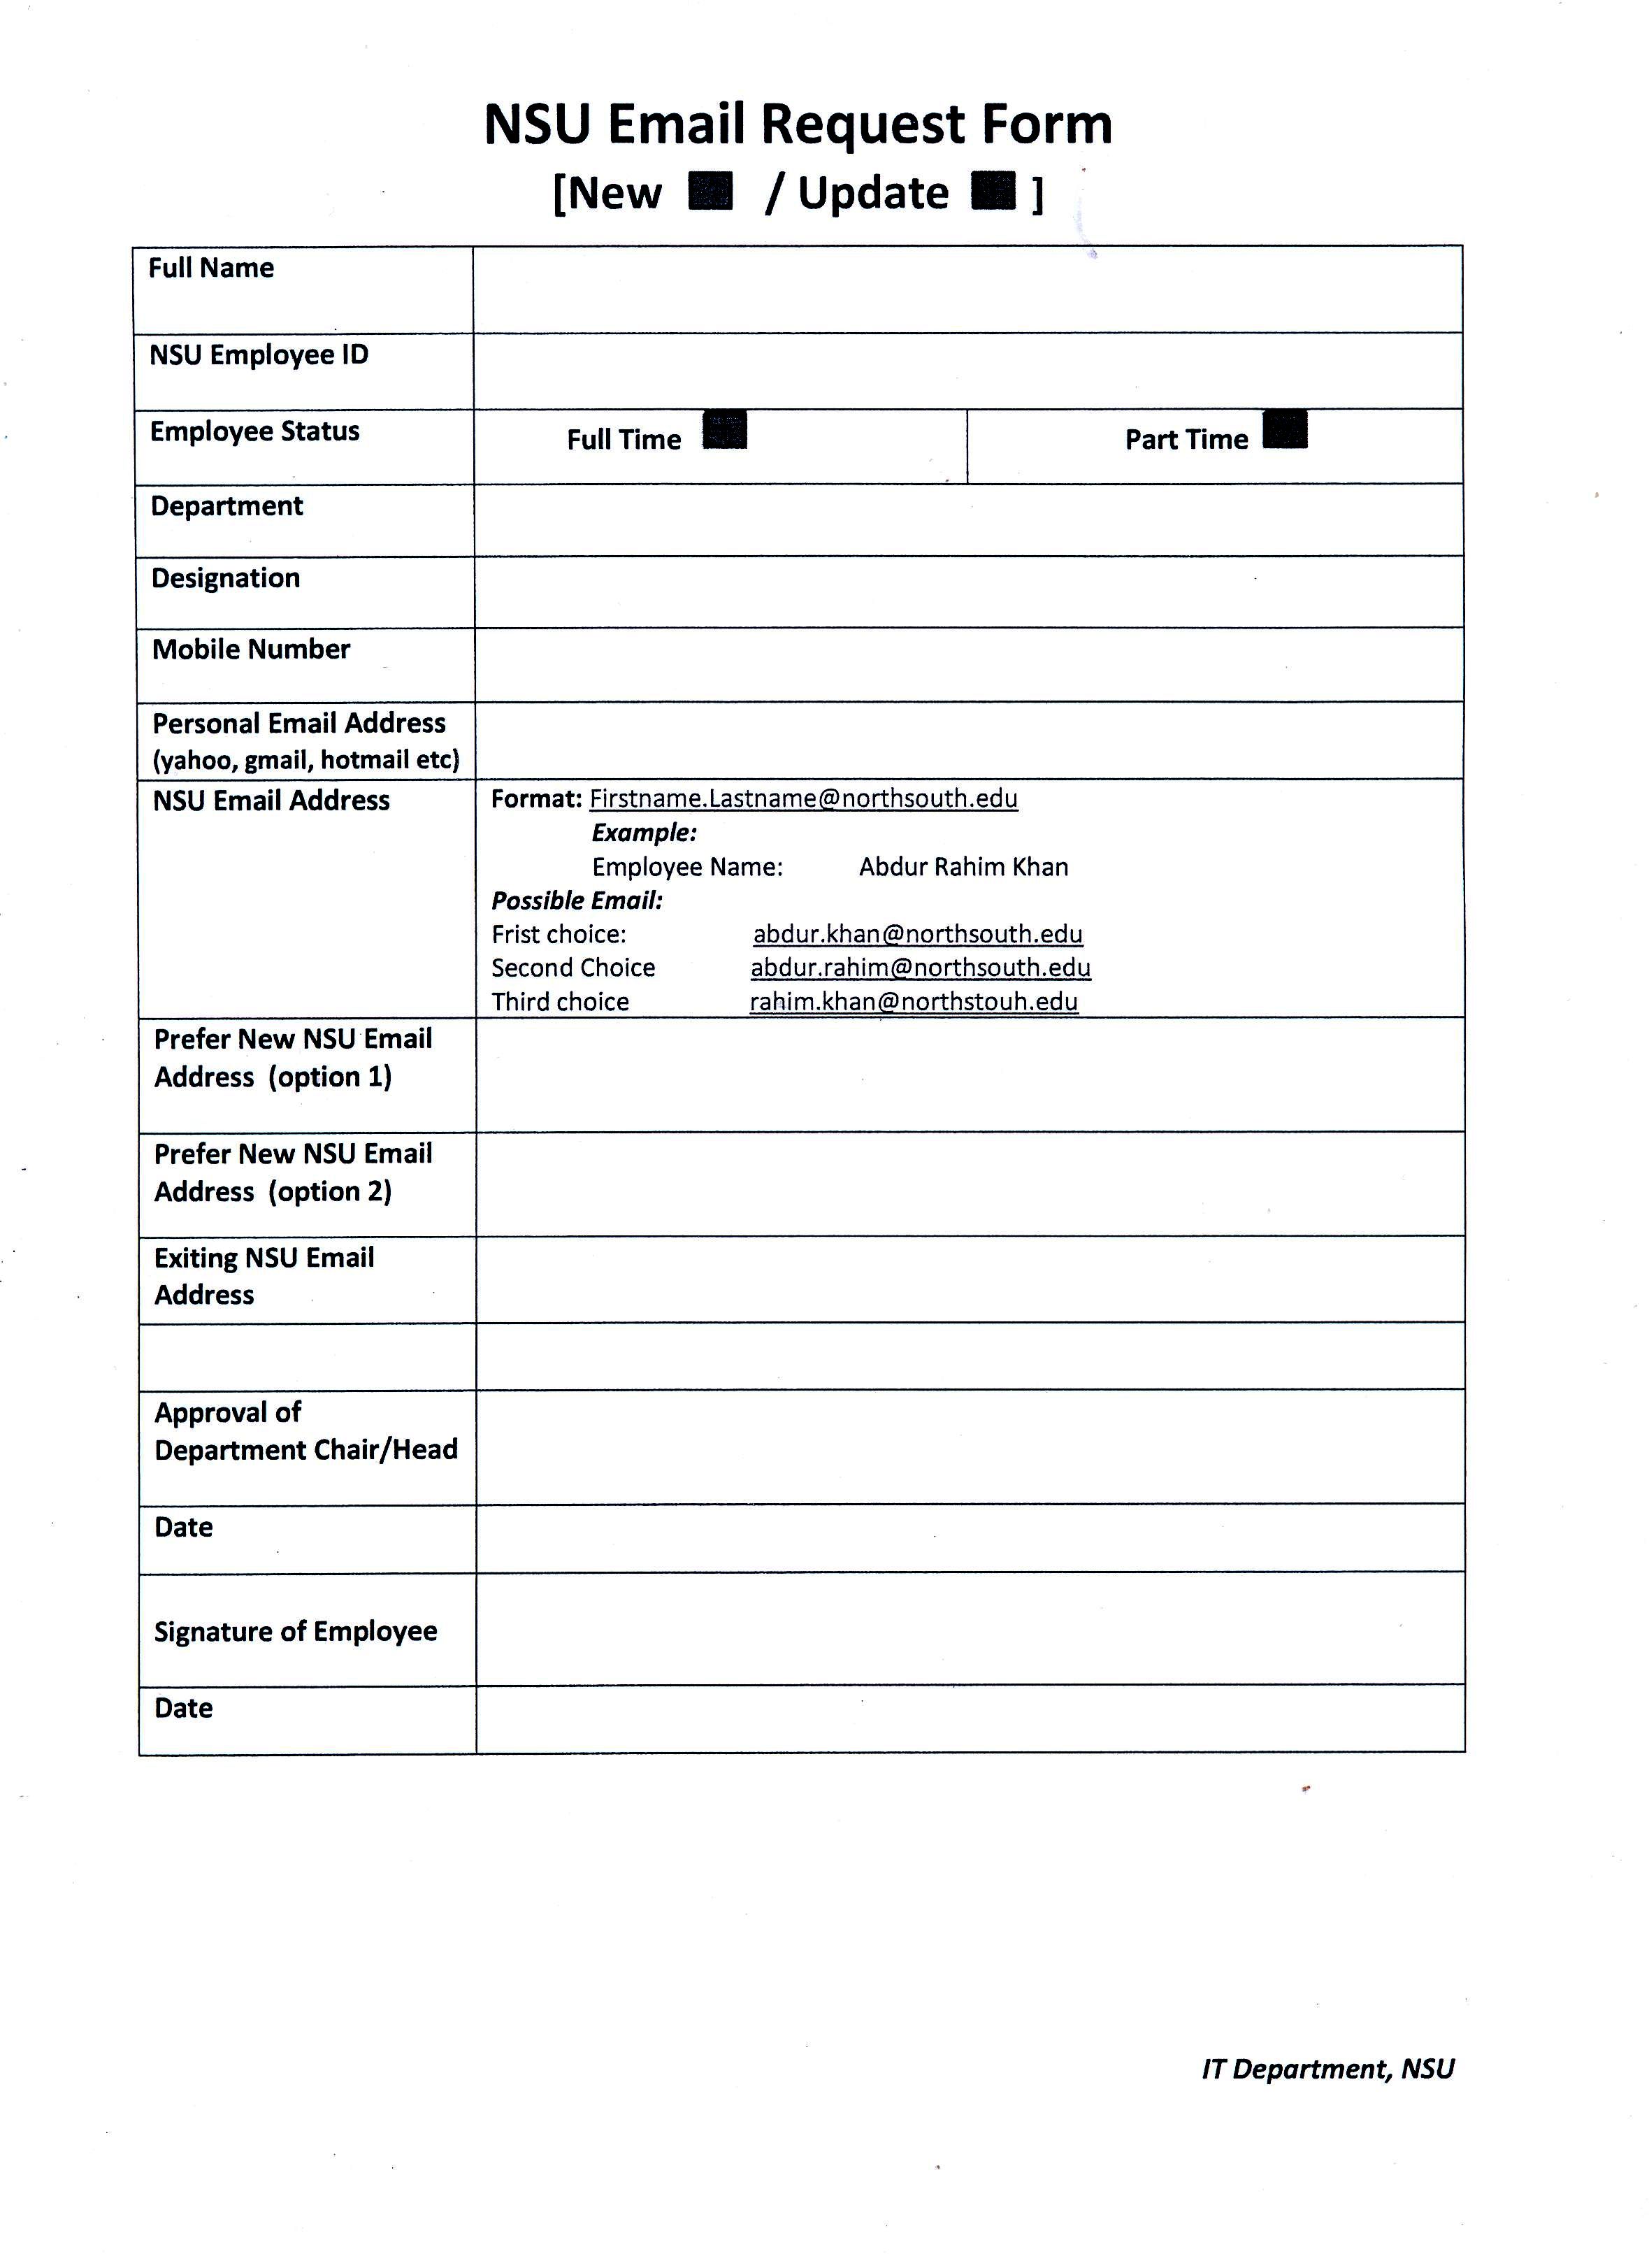 NSU Email Request Form
[New ■ / Update ■ ]
Full Name
NSU Employee ID
Employee Status Full Time ■ Part Time ■
Department
Designation
Mobile Number
Personal Email Address
(yahoo, gmail, hotmail etc)
NSU Email Address Format: Firstname.Lastname@northsouth.edu
Example:
Employee Name: Abdur Rahim Khan
Possible Email:
Frist choice: abdur.khan@northsouth.edu
Second Choice abdur.rahim@northsouth.edu
Third choice rahim.khan@northstouh.edu
Prefer New NSU Email
Address (option 1)
Prefer New NSU Email
Address (option 2)
Exiting NSU Email
Address
Approval of
Department Chair/Head
Date
Signature of Employee
Date
IT Department, NSU